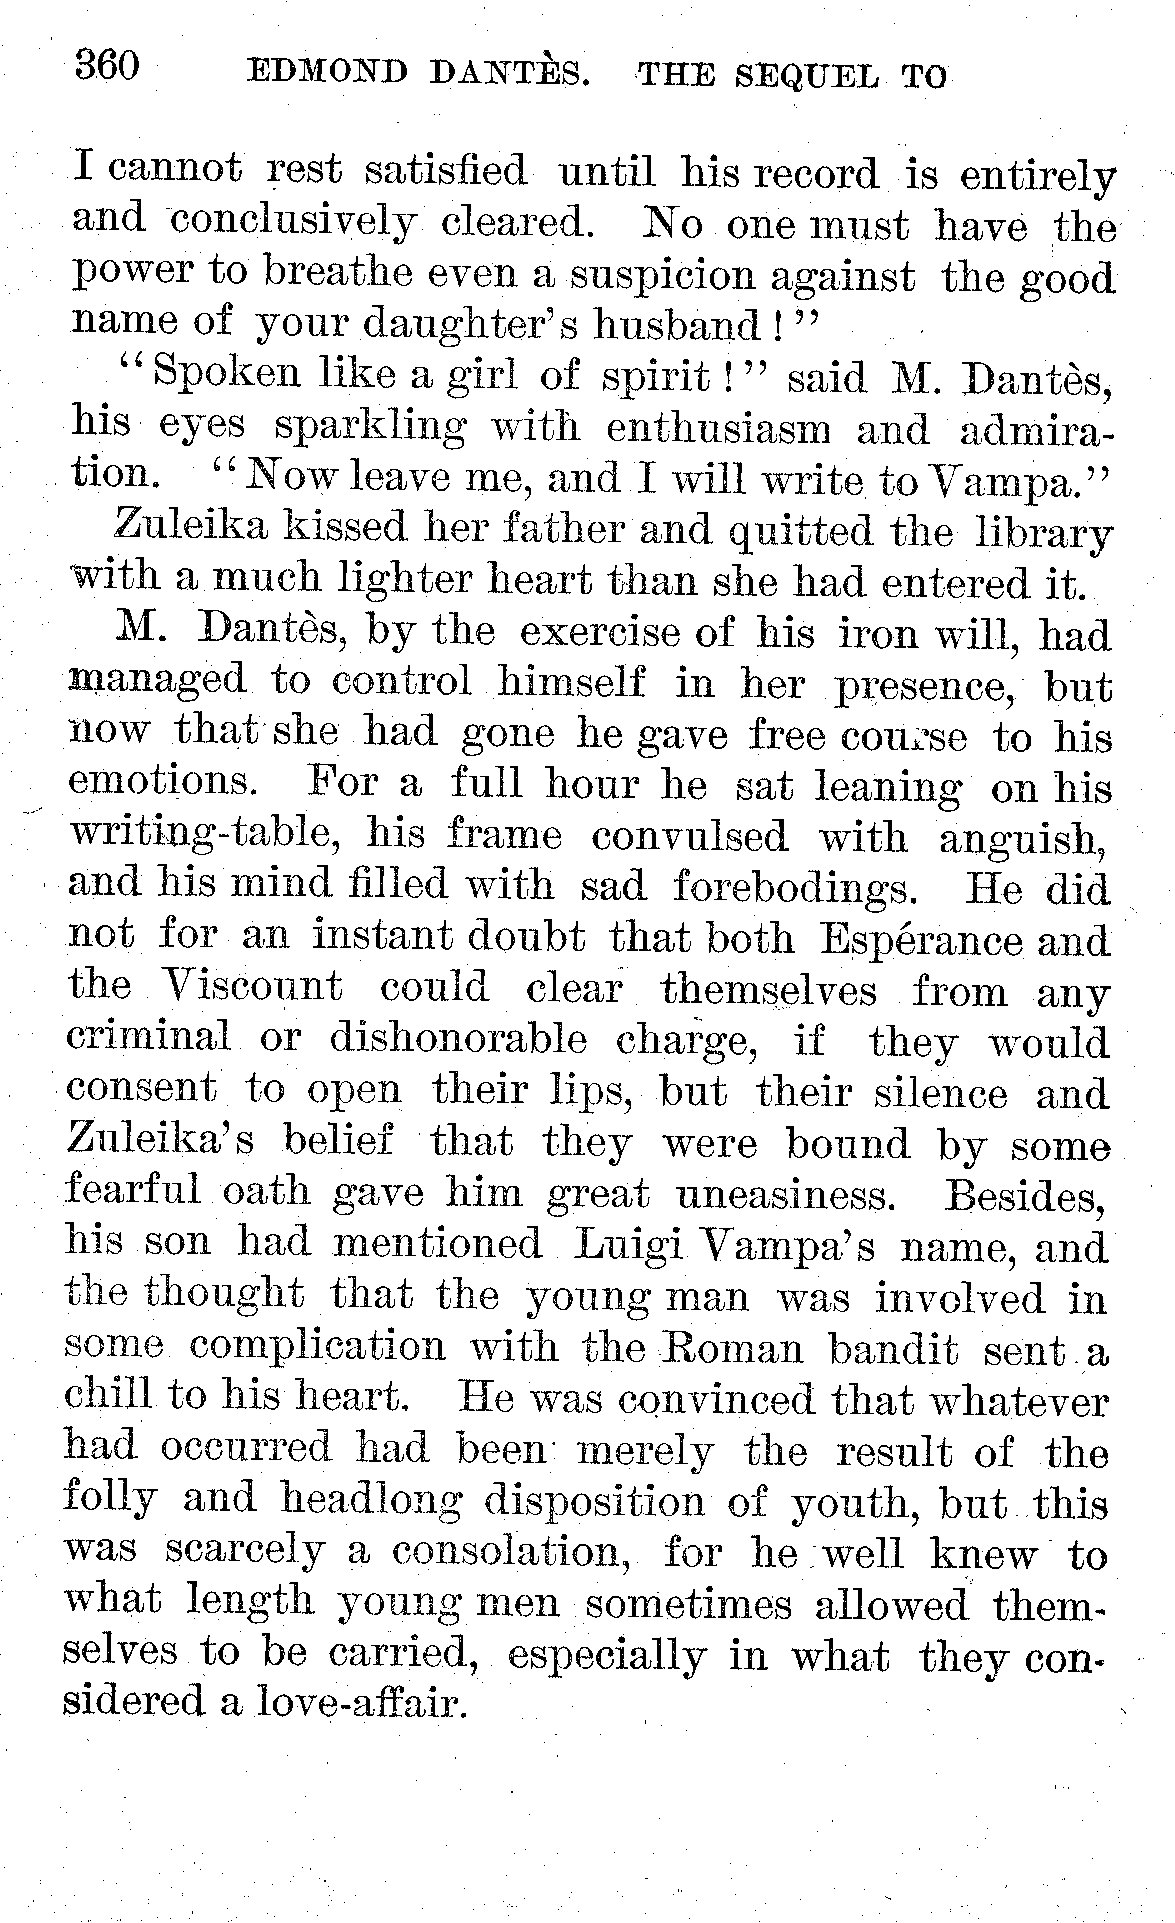 360 EDMOND DANTÈS. THE SEQUEL TO
I cannot rest satisfied until his record is entirely
and conclusively cleared. No one must have the
power to breathe even a suspicion against the good
name of your daughter's husband!”
“Spoken like a girl of spirit!” said M. Dantès,
his eyes sparkling with enthusiasm and admira-
tion. “Now leave me, and I will write to Vampa.”
Zuleika kissed her father and quitted the library
with a much lighter heart than she had entered it.
M. Dantès, by the exercise of his iron will, had
managed to control himself in her presence, but
now that she had gone he gave free course to his
emotions. For a full hour he sat leaning on his
writing-table, his frame convulsed with anguish,
and his mind filled with sad forebodings. He did
not for an instant doubt that both Espérance and
the Viscount could clear themselves from any
criminal or dishonorable charge, if they would
consent to open their lips, but their silence and
Zuleika's belief that they were bound by some
fearful oath gave him great uneasiness. Besides,
his son had mentioned Luigi Vampa's name, and
the thought that the young man was involved in
some complication with the Roman bandit sent a
chill to his heart. He was convinced that whatever
had occurred had been merely the result of the
folly and headlong disposition of youth, but this
was scarcely a consolation, for he well knew to
what length young men sometimes allowed them-
selves to be carried, especially in what they con-
sidered a love-affair.